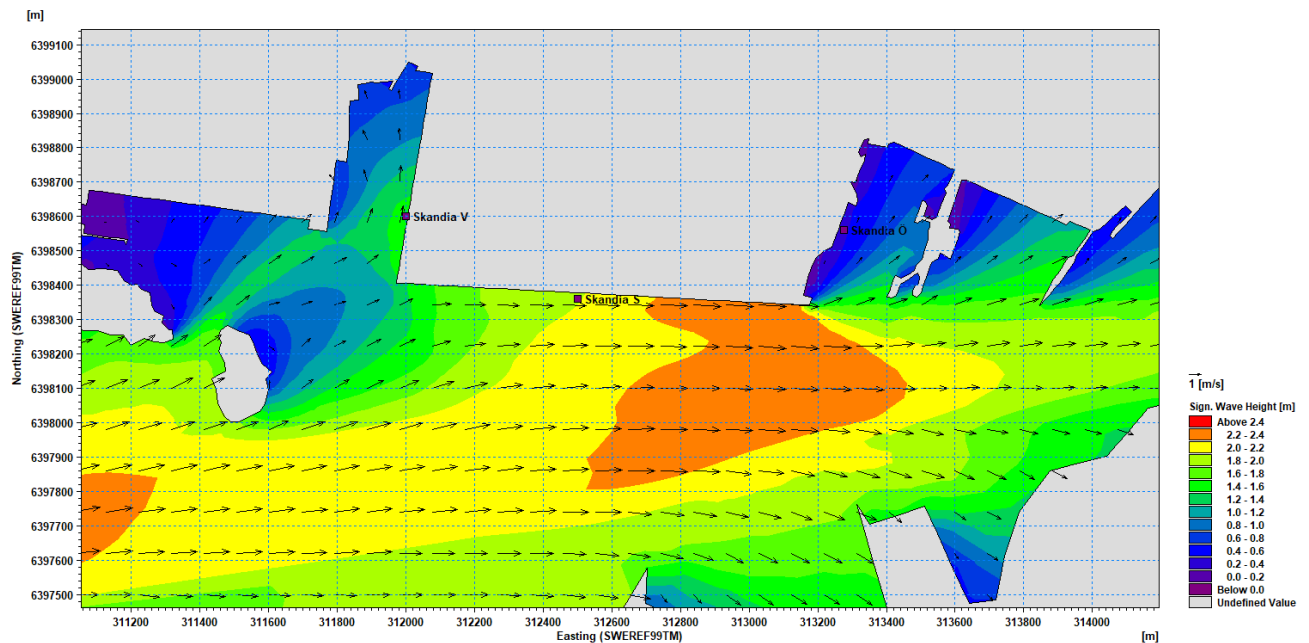 [m]
6399100
6399000
6398900
6398800
6398700
6398600
6398500
6398400
6398300
6398200
6398100
6398000
6397900
6397800
6397700
6397600
6397500
Northing (SWEREF99TM)
Skandia V
Skandia Ö
Skandia S
311200 311400 311600 311800 312000 312200 312400 312600 312800 313000 313200 313400 313600 313800 314000
Easting (SWEREF99TM) [m]
1 [m/s]
Sign. Wave Height [m]
Above 2.4
2.2 - 2.4
2.0 - 2.2
1.8 - 2.0
1.6 - 1.8
1.4 - 1.6
1.2 - 1.4
1.0 - 1.2
0.8 - 1.0
0.6 - 0.8
0.4 - 0.6
0.2 - 0.4
0.0 - 0.2
Below 0.0
Undefined Value